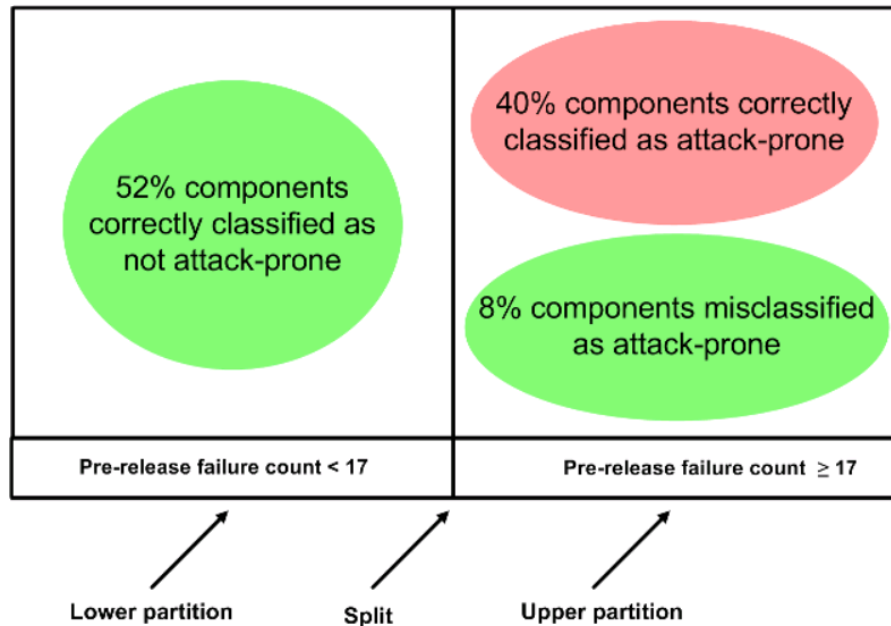 52% components
correctly classified as
not attack-prone
40% components correctly
classified as attack-prone
8% components misclassified
as attack-prone
Pre-release failure count < 17
Pre-release failure count ≥ 17
Lower partition
Split
Upper partition